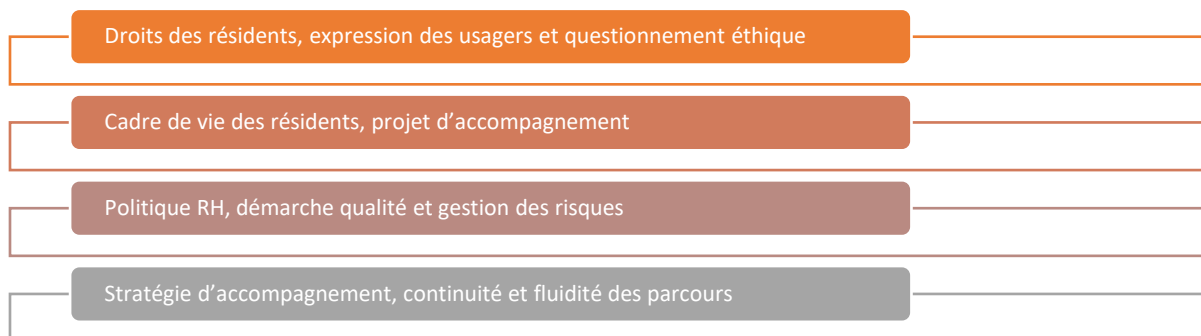 Droits des résidents, expression des usagers et questionnement éthique
Cadre de vie des résidents, projet d’accompagnement
Politique RH, démarche qualité et gestion des risques
Stratégie d’accompagnement, continuité et fluidité des parcours